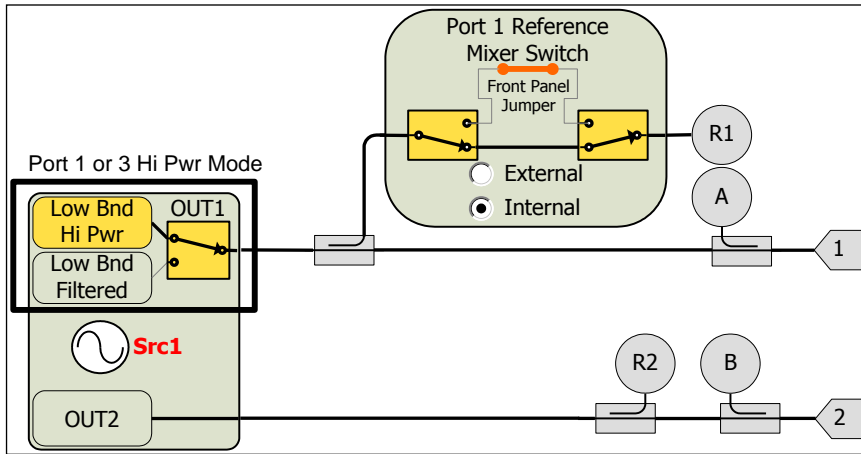 Port 1 Reference
Mixer Switch
Front Panel
Jumper
R1
External
Internal
A
Port 1 or 3 Hi Pwr Mode
Low Bnd
Hi Pwr
OUT1
Low Bnd
Filtered
1
Src1
R2
B
OUT2
2